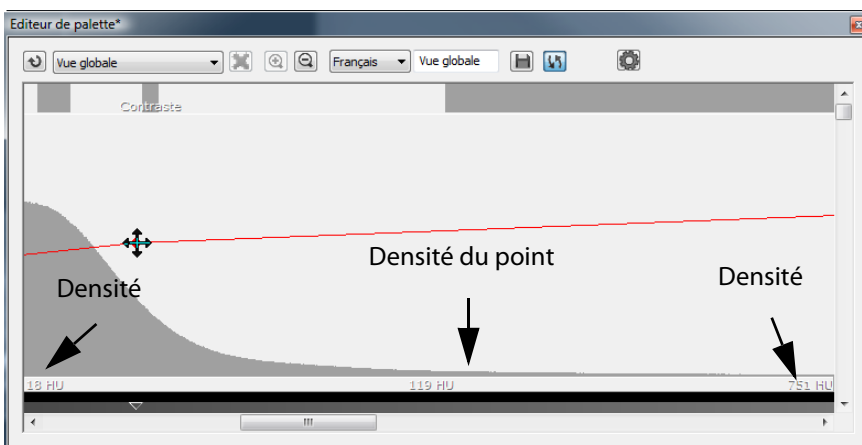 Editeur de palette*
Vue globale Français Vue globale
Contraste
Densité du point
Densité
Densité
18 HU 119 HU 751 HU